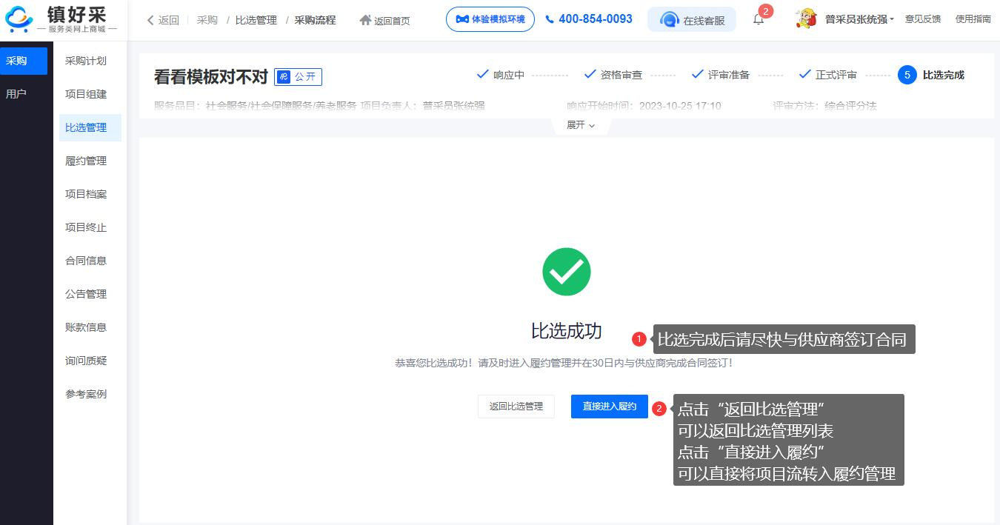 镇好采
服务类网上商城
返回
采购 / 比选管理 / 采购流程
返回首页
体验模拟环境
400-854-0093
在线客服
2
普采员张统强
意见反馈
使用指南
采购
用户
采购计划
项目组建
比选管理
履约管理
项目档案
项目终止
合同信息
公告管理
账款信息
询问质疑
参考案例
看看模板对不对
公开
响应中
资格审查
评审准备
正式评审
5 比选完成
服务品目：社会服务/社会保障服务/养老服务 项目负责人：普采员张统强
响应开始时间：2023-10-25 17:10
评审方法：综合评分法
展开
比选成功
1 比选完成后请尽快与供应商签订合同
恭喜您比选成功！请及时进入履约管理并在30日内与供应商完成合同签订！
返回比选管理
直接进入履约
2 点击“返回比选管理”
可以返回比选管理列表
点击“直接进入履约”
可以直接将项目流转入履约管理